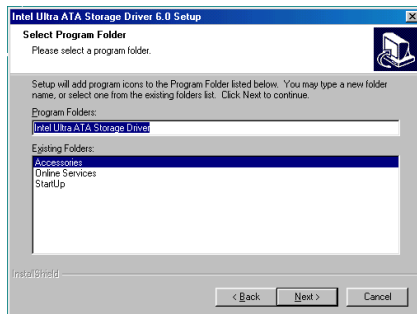 Intel Ultra ATA Storage Driver 6.0 Setup
Select Program Folder
Please select a program folder.
Setup will add program icons to the Program Folder listed below. You may type a new folder
name, or select one from the existing folders list. Click Next to continue.
Program Folders:
Intel Ultra ATA Storage Driver
Existing Folders:
Accessories
Online Services
StartUp
InstallShield
< Back
Next >
Cancel